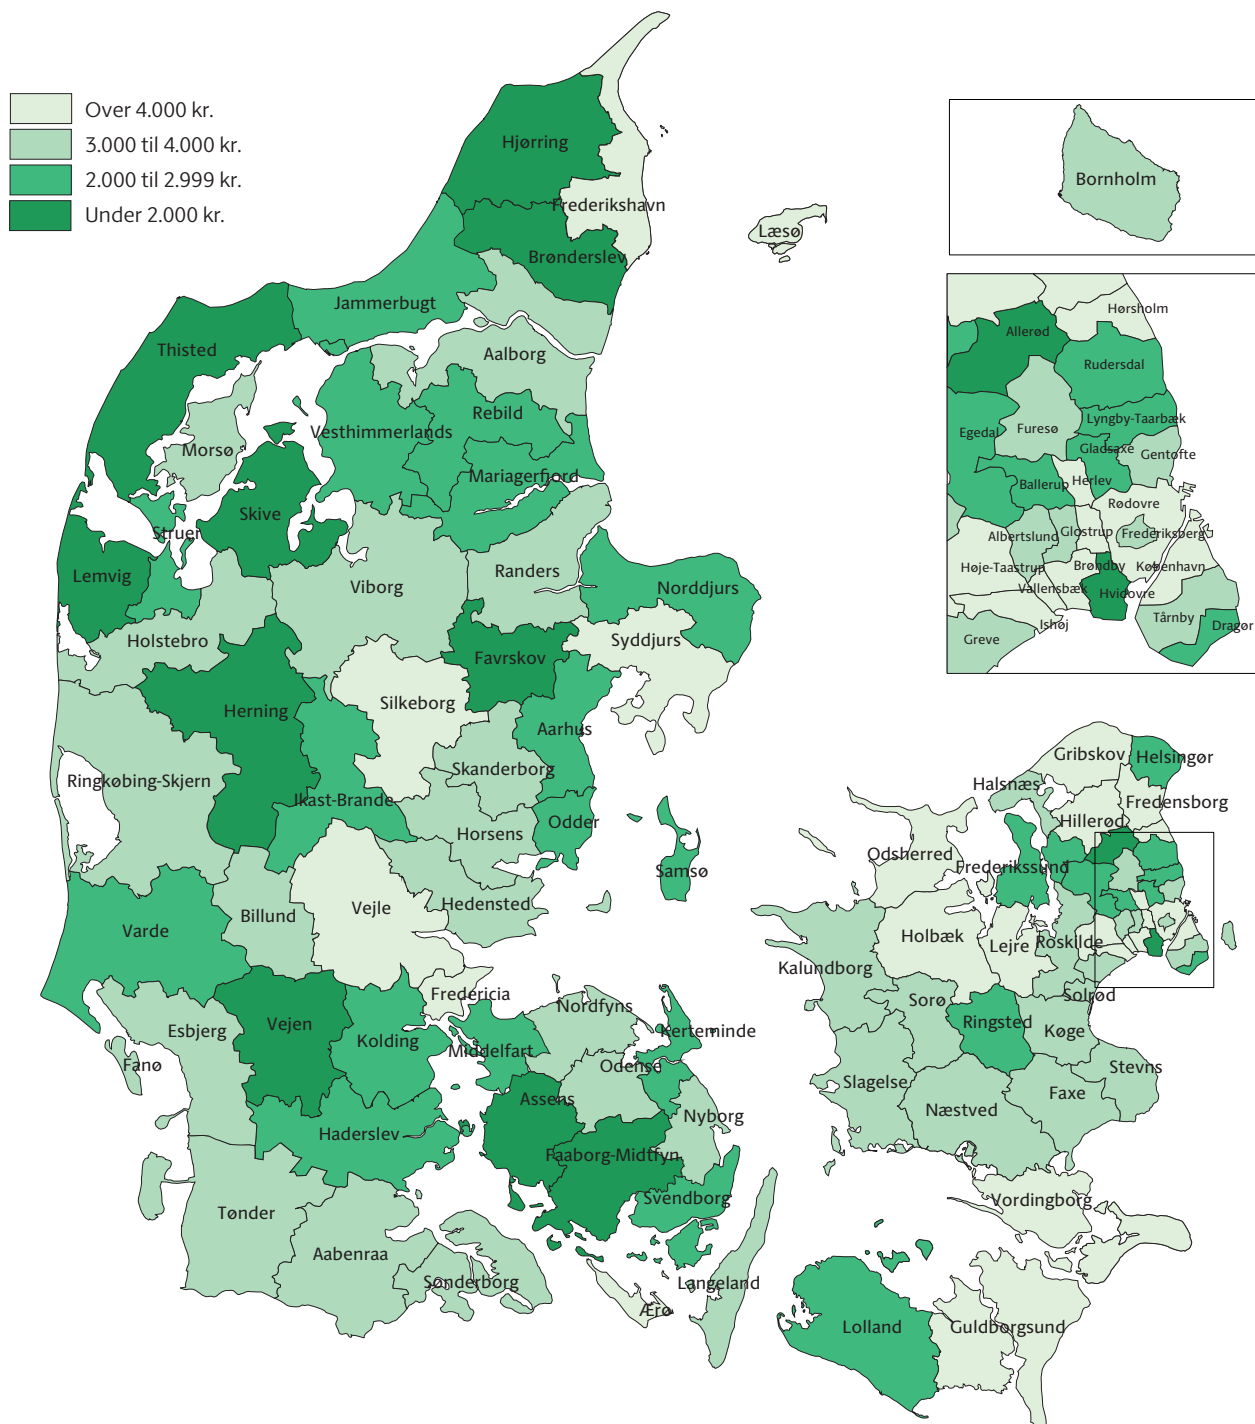 Over 4.000 kr.
3.000 til 4.000 kr.
2.000 til 2.999 kr.
Under 2.000 kr.
Hjørring
Frederikshavn
Læsø
Brønderslev
Jammerbugt
Thisted
Aalborg
Rebild
Vesthimmerlands
Morsø
Mariagerfjord
Skive
Struer
Lemvig
Randers
Viborg
Norddjurs
Holstebro
Syddjurs
Favrskov
Silkeborg
Herning
Aarhus
Skanderborg
Ringkøbing-Skjern
Ikast-Brande
Odder
Horsens
Samsø
Hedensted
Vejle
Billund
Varde
Fredericia
Nordfyns
Vejen
Esbjerg
Kolding
Middelfart
Kerteminde
Fanø
Odense
Assens
Nyborg
Haderslev
Faaborg-Midtfyn
Svendborg
Tønder
Aabenraa
Sønderborg
Langeland
Ærø
Bornholm
Hørsholm
Allerød
Rudersdal
Lyngby-Taarbæk
Egedal
Furesø
Gladsaxe
Gentofte
Ballerup
Herlev
Rødovre
Albertslund
Glostrup
Frederiksberg
Høje-Taastrup
Brøndby
København
Vallensbæk
Hvidovre
Ishøj
Tårnby
Dragør
Greve
Gribskov
Helsingør
Halsnæs
Fredensborg
Hillerød
Odsherred
Frederikssund
Holbæk
Lejre
Roskilde
Kalundborg
Solrød
Sorø
Ringsted
Køge
Stevns
Slagelse
Faxe
Næstved
Vordingborg
Lolland
Guldborgsund